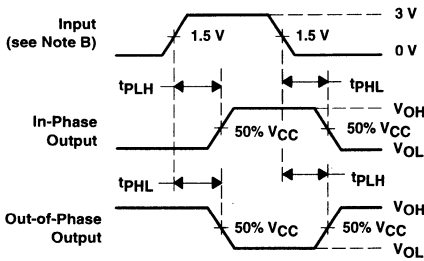 Input
(see Note B)
1.5 V
1.5 V
3 V
0 V
tPLH
tPHL
In-Phase
Output
50% VCC
50% VCC
VOH
VOL
tPHL
tPLH
Out-of-Phase
Output
50% VCC
50% VCC
VOH
VOL